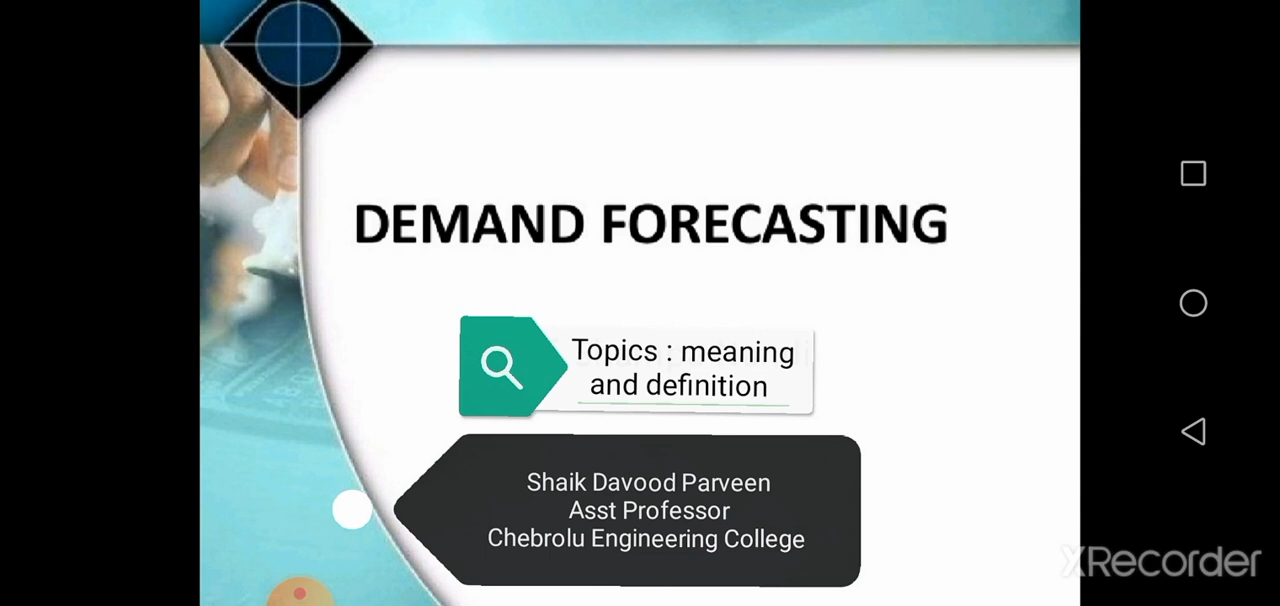 DEMAND FORECASTING
Topics : meaning
and definition
Shaik Davood Parveen
Asst Professor
Chebrolu Engineering College
XRecorder